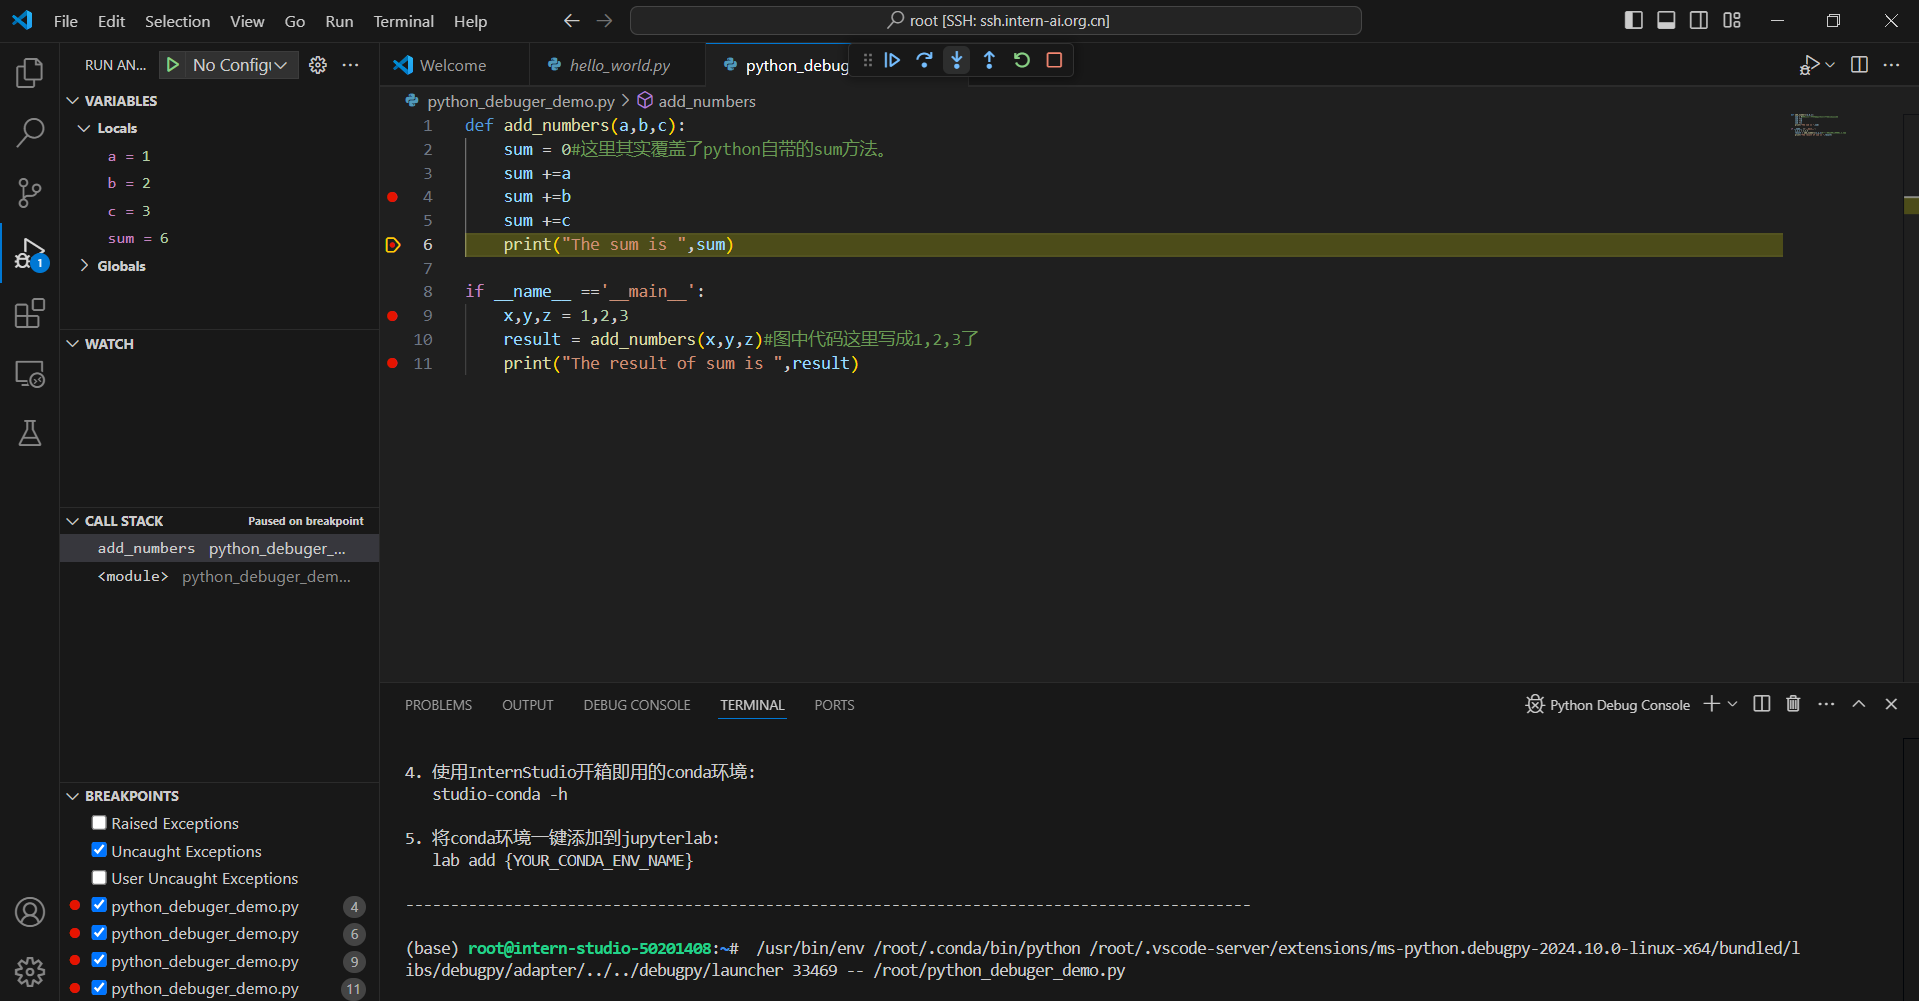 File Edit Selection View Go Run Terminal Help
root [SSH: ssh.intern-ai.org.cn]
RUN AN... No Config
Welcome hello_world.py python_debug
python_debuger_demo.py > add_numbers
VARIABLES
Locals
a = 1
b = 2
c = 3
sum = 6
Globals
WATCH
CALL STACK Paused on breakpoint
add_numbers python_debuger_...
<module> python_debuger_dem...
BREAKPOINTS
Raised Exceptions
Uncaught Exceptions
User Uncaught Exceptions
python_debuger_demo.py 4
python_debuger_demo.py 6
python_debuger_demo.py 9
python_debuger_demo.py 11
1
1 def add_numbers(a,b,c):
2 sum = 0#这里其实覆盖了python自带的sum方法。
3 sum +=a
4 sum +=b
5 sum +=c
6 print("The sum is ",sum)
7
8 if __name__ =='__main__':
9 x,y,z = 1,2,3
10 result = add_numbers(x,y,z)#图中代码这里写成1,2,3了
11 print("The result of sum is ",result)
PROBLEMS OUTPUT DEBUG CONSOLE TERMINAL PORTS
Python Debug Console
4. 使用InternStudio开箱即用的conda环境:
studio-conda -h
5. 将conda环境一键添加到jupyterlab:
lab add {YOUR_CONDA_ENV_NAME}
----------------------------------------------------------------------------------------------
(base) root@intern-studio-50201408:~# /usr/bin/env /root/.conda/bin/python /root/.vscode-server/extensions/ms-python.debugpy-2024.10.0-linux-x64/bundled/l
ibs/debugpy/adapter/../../debugpy/launcher 33469 -- /root/python_debuger_demo.py